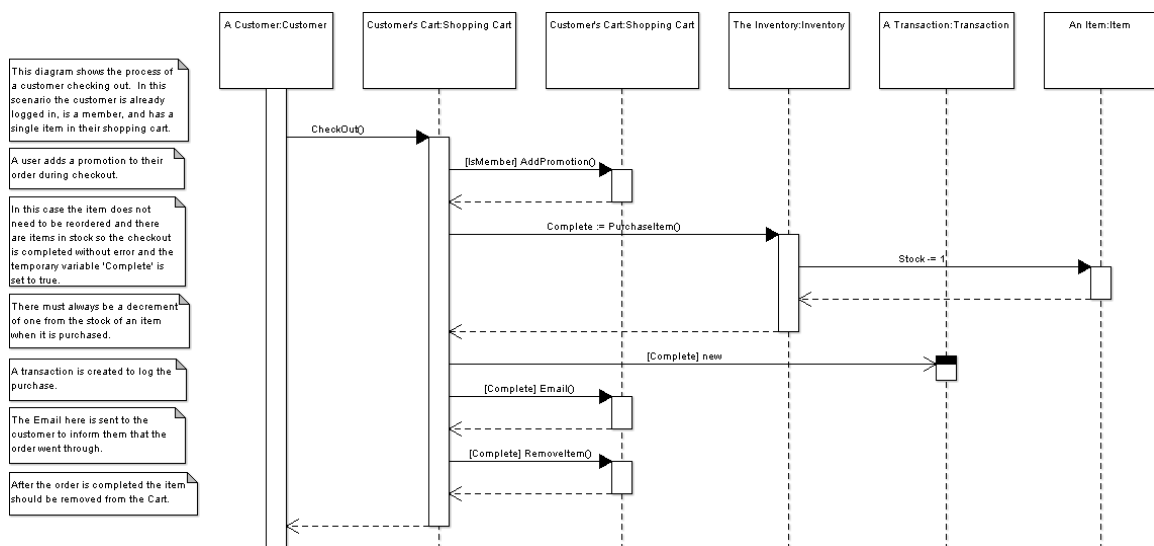 A Customer:Customer
Customer's Cart:Shopping Cart
Customer's Cart:Shopping Cart
The Inventory:Inventory
A Transaction:Transaction
An Item:Item
This diagram shows the process of
a customer checking out. In this
scenario the customer is already
logged in, is a member, and has a
single item in their shopping cart.
CheckOut()
A user adds a promotion to their
order during checkout.
[IsMember] AddPromotion()
In this case the item does not
need to be reordered and there
are items in stock so the checkout
is completed without error and the
temporary variable 'Complete' is
set to true.
Complete := PurchaseItem()
Stock -= 1
There must always be a decrement
of one from the stock of an item
when it is purchased.
A transaction is created to log the
purchase.
[Complete] new
[Complete] Email()
The Email here is sent to the
customer to inform them that the
order went through.
[Complete] RemoveItem()
After the order is completed the item
should be removed from the Cart.